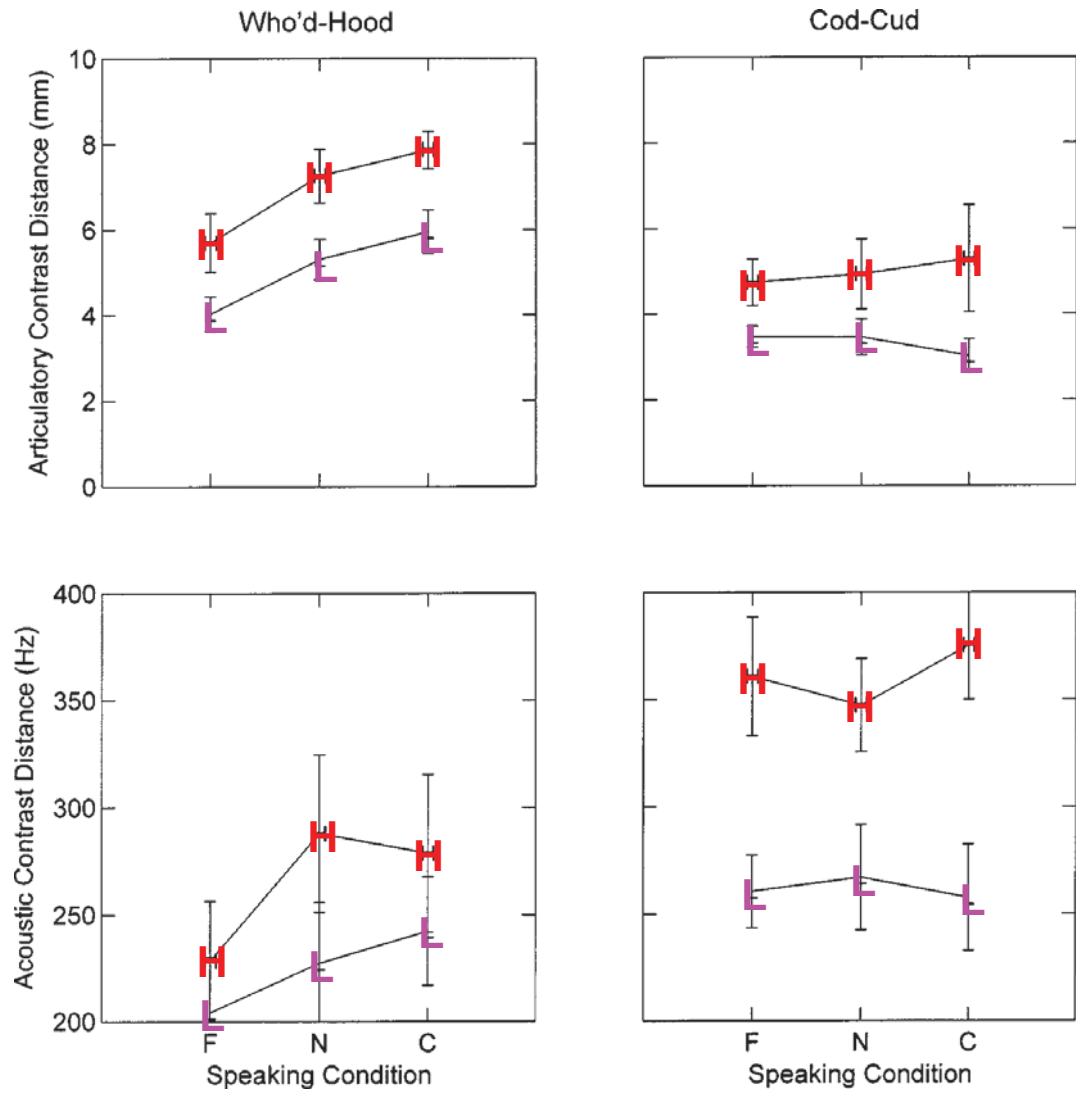 Who'd-Hood
Cod-Cud
Articulatory Contrast Distance (mm)
10
8
6
4
2
0
H
H
H
L
L
L
H
H
H
L
L
L
Acoustic Contrast Distance (Hz)
400
350
300
250
200
H
H
H
L
L
L
H
H
H
L
L
L
F N C
Speaking Condition
F N C
Speaking Condition